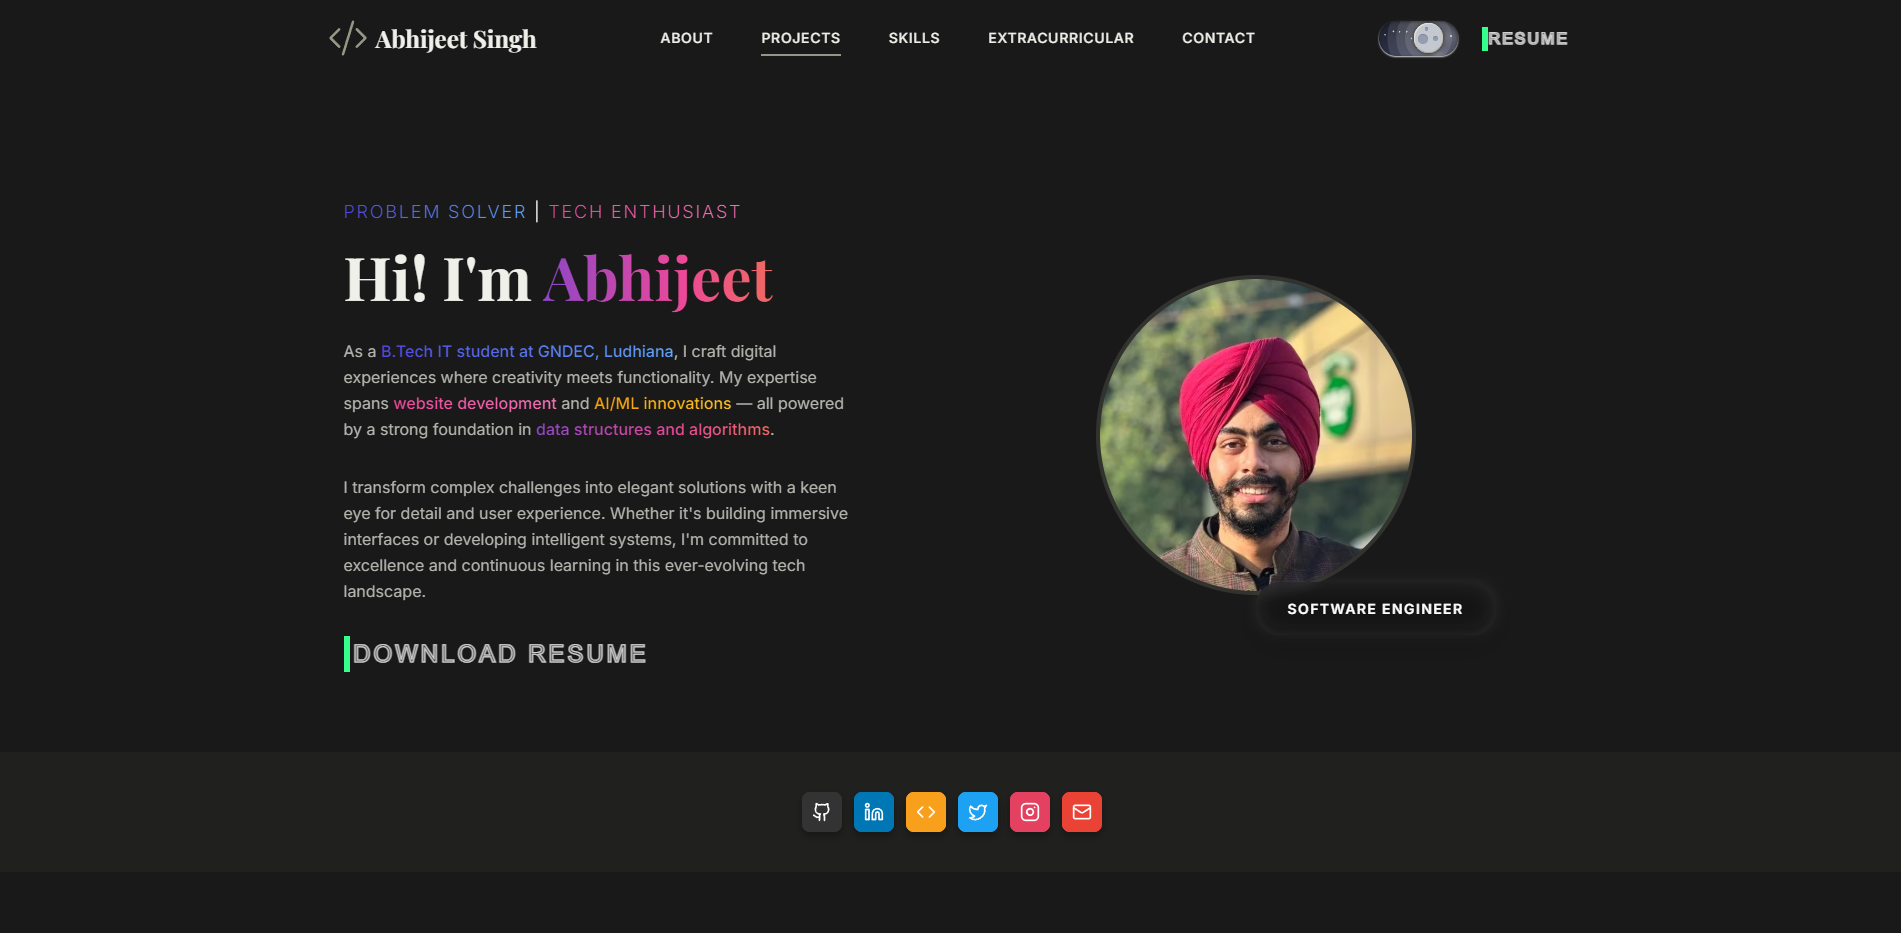 </> Abhijeet Singh
ABOUT
PROJECTS
SKILLS
EXTRACURRICULAR
CONTACT
RESUME
PROBLEM SOLVER | TECH ENTHUSIAST
Hi! I'm Abhijeet
As a B.Tech IT student at GNDEC, Ludhiana, I craft digital
experiences where creativity meets functionality. My expertise
spans website development and AI/ML innovations — all powered
by a strong foundation in data structures and algorithms.
I transform complex challenges into elegant solutions with a keen
eye for detail and user experience. Whether it's building immersive
interfaces or developing intelligent systems, I'm committed to
excellence and continuous learning in this ever-evolving tech
landscape.
DOWNLOAD RESUME
SOFTWARE ENGINEER